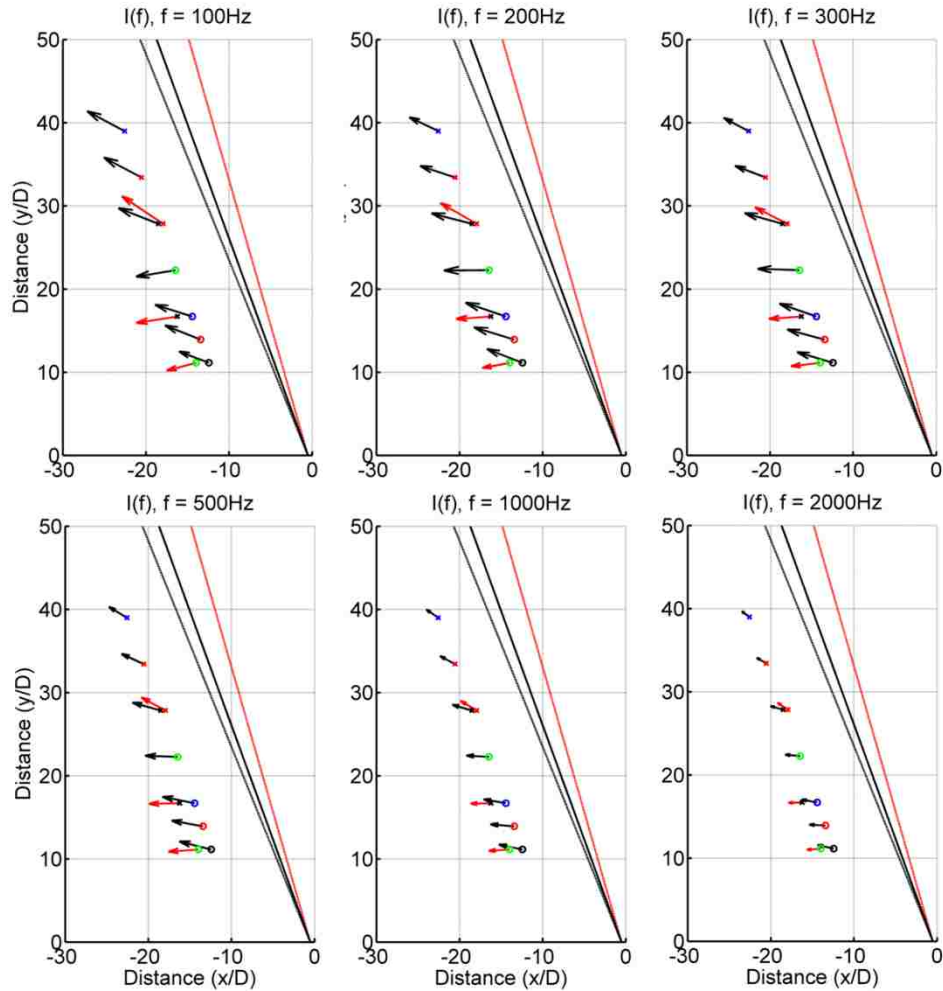 I(f), f = 100Hz
I(f), f = 200Hz
I(f), f = 300Hz
50
40
30
20
10
0
Distance (y/D)
-30 -20 -10 0
50
40
30
20
10
0
-30 -20 -10 0
50
40
30
20
10
0
-30 -20 -10 0
I(f), f = 500Hz
I(f), f = 1000Hz
I(f), f = 2000Hz
50
40
30
20
10
0
Distance (y/D)
-30 -20 -10 0
Distance (x/D)
50
40
30
20
10
0
-30 -20 -10 0
Distance (x/D)
50
40
30
20
10
0
-30 -20 -10 0
Distance (x/D)